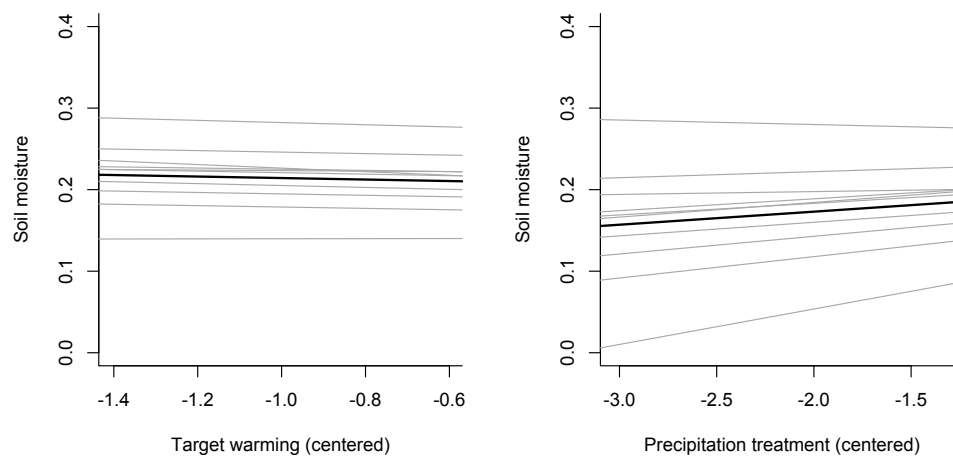 0.4
0.3
0.2
0.1
0.0
Soil moisture
-1.4 -1.2 -1.0 -0.8 -0.6
Target warming (centered)
0.4
0.3
0.2
0.1
0.0
Soil moisture
-3.0 -2.5 -2.0 -1.5
Precipitation treatment (centered)